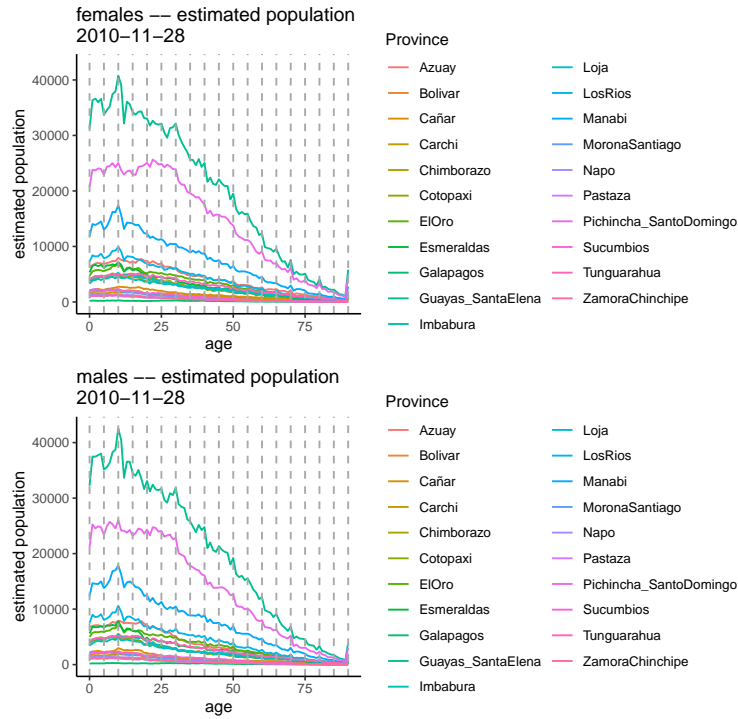 females −− estimated population
2010−11−28
estimated population
40000
30000
20000
10000
0
0 25 50 75
age
Province
Azuay
Bolivar
Cañar
Carchi
Chimborazo
Cotopaxi
ElOro
Esmeraldas
Galapagos
Guayas_SantaElena
Imbabura
Loja
LosRios
Manabi
MoronaSantiago
Napo
Pastaza
Pichincha_SantoDomingo
Sucumbios
Tunguarahua
ZamoraChinchipe
males −− estimated population
2010−11−28
estimated population
40000
30000
20000
10000
0
0 25 50 75
age
Province
Azuay
Bolivar
Cañar
Carchi
Chimborazo
Cotopaxi
ElOro
Esmeraldas
Galapagos
Guayas_SantaElena
Imbabura
Loja
LosRios
Manabi
MoronaSantiago
Napo
Pastaza
Pichincha_SantoDomingo
Sucumbios
Tunguarahua
ZamoraChinchipe